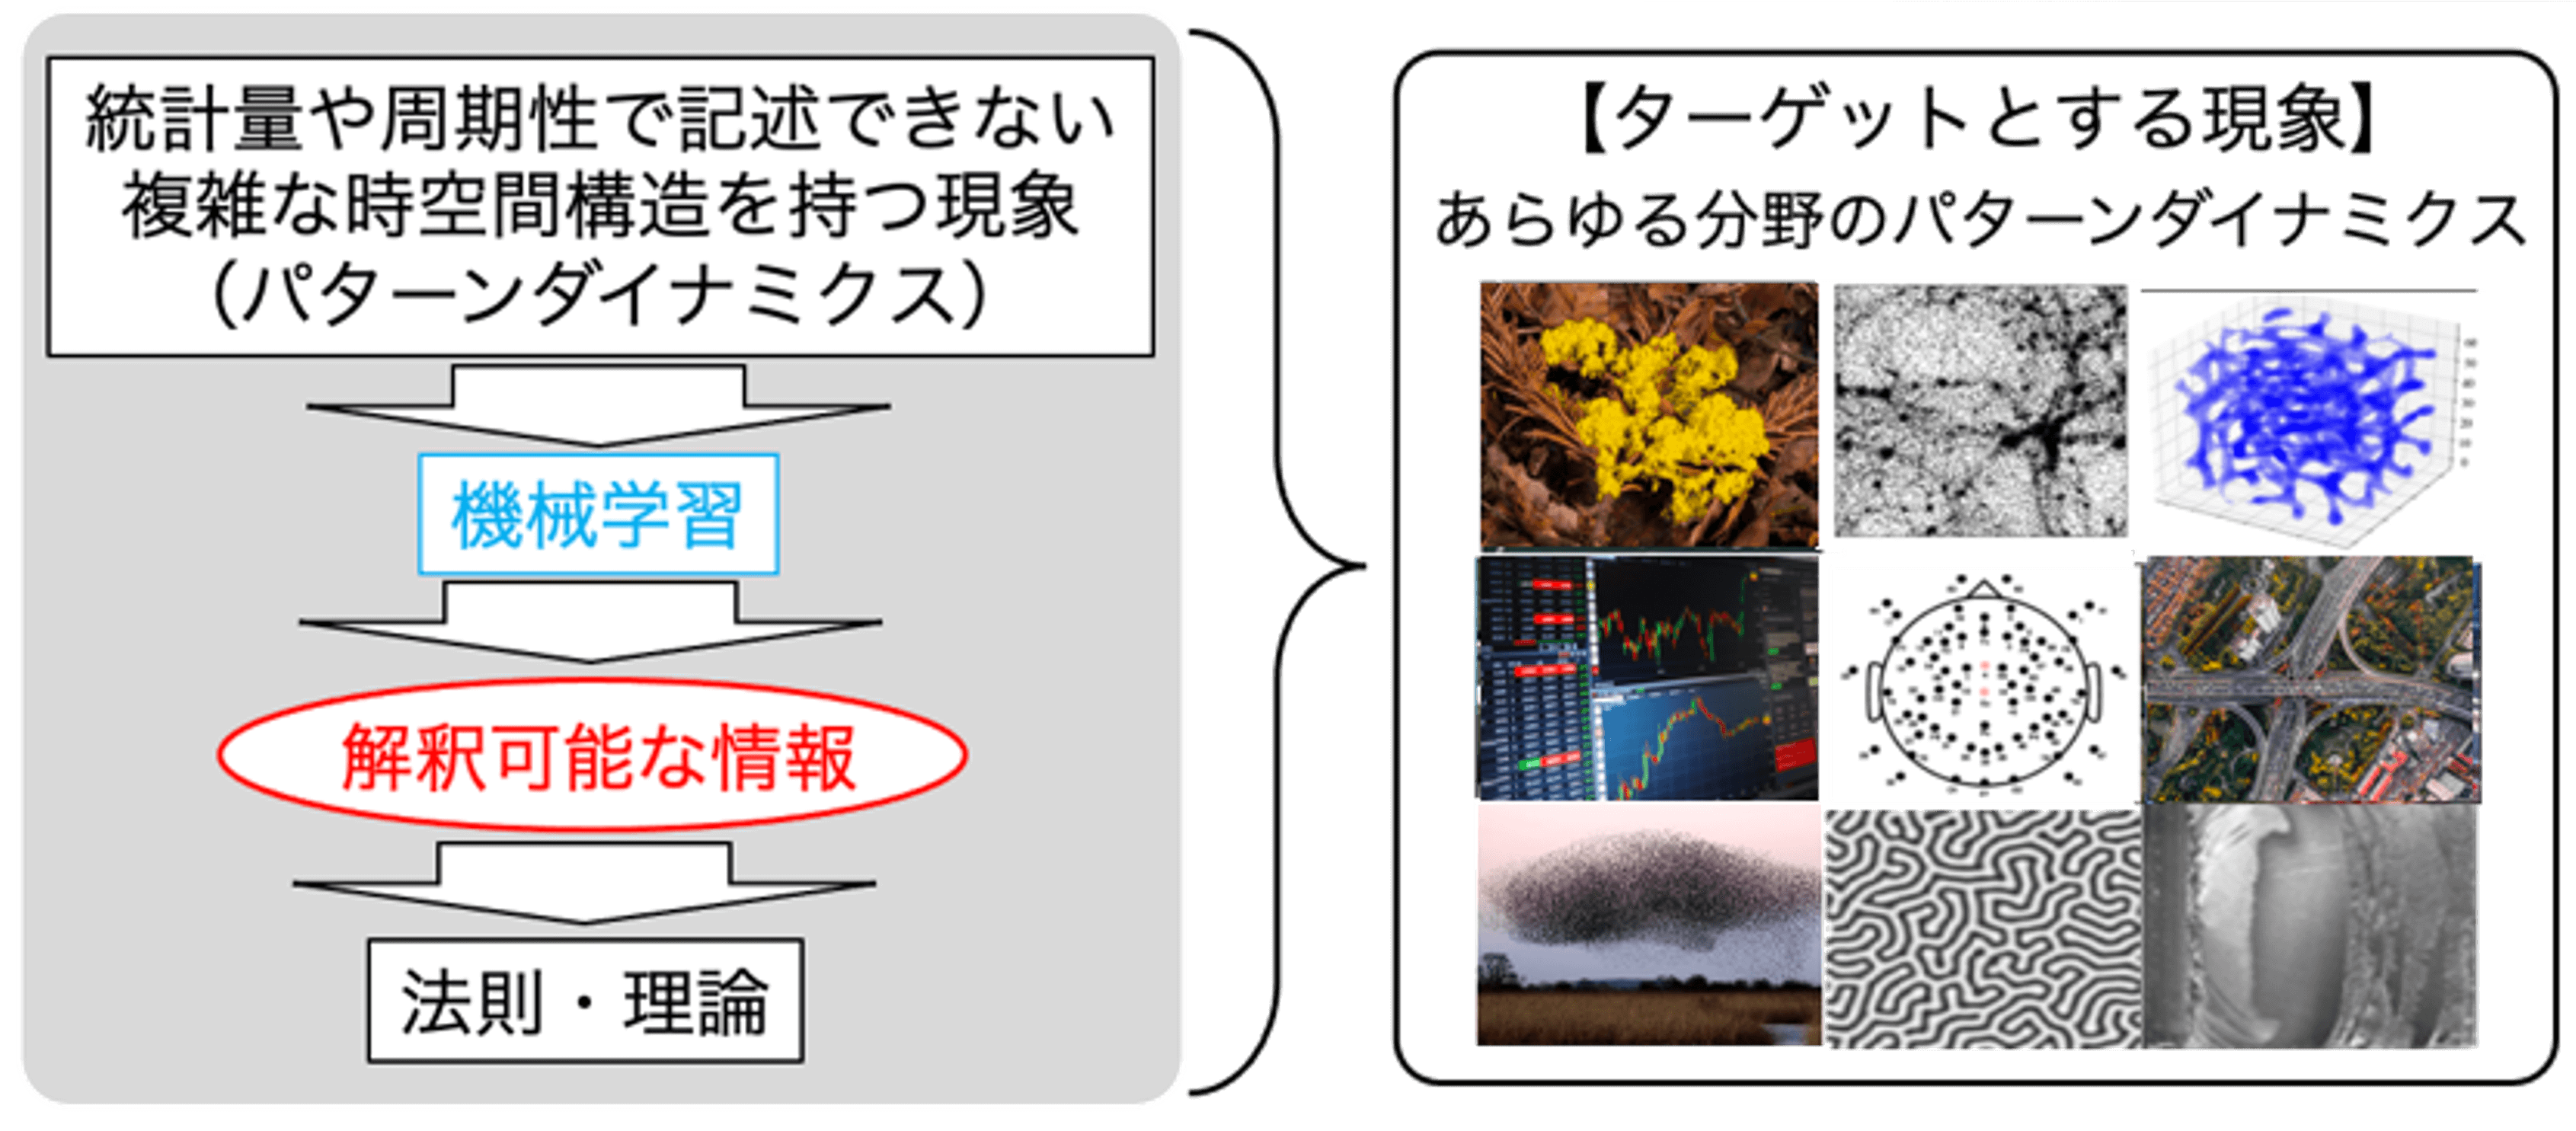 統計量や周期性で記述できない
複雑な時空間構造を持つ現象
（パターンダイナミクス）
機械学習
解釈可能な情報
法則・理論
【ターゲットとする現象】
あらゆる分野のパターンダイナミクス